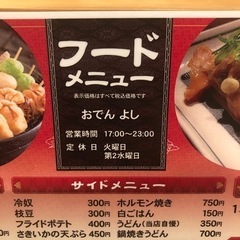 フード
メニュー
表示価格はすべて税込価格です
おでん よし
営業時間 17:00〜23:00
定休日 火曜日
第2水曜日
サイドメニュー
冷奴 300円
枝豆 300円
フライドポテト 400円
さきいかの天ぷら 450円
ホルモン焼き 750円
白ごはん 150円
うどん(当店自慢) 350円
鍋焼きうどん 550円